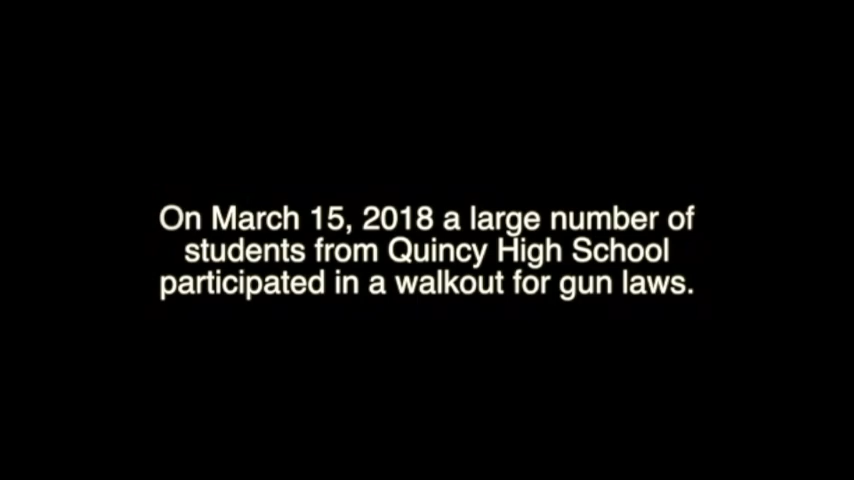 On March 15, 2018 a large number of
students from Quincy High School
participated in a walkout for gun laws.